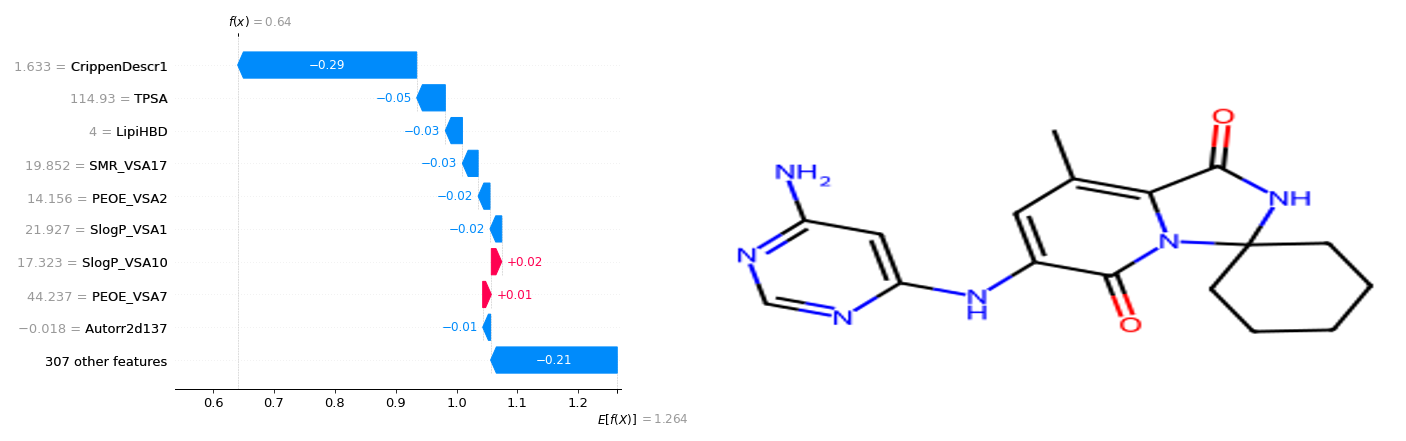 f(x) = 0.64
1.633 = CrippenDescr1
−0.29
114.93 = TPSA
−0.05
4 = LipiHBD
−0.03
19.852 = SMR_VSA17
−0.03
14.156 = PEOE_VSA2
−0.02
21.927 = SlogP_VSA1
−0.02
17.323 = SlogP_VSA10
+0.02
44.237 = PEOE_VSA7
+0.01
−0.018 = Autorr2d137
−0.01
307 other features
−0.21
0.6 0.7 0.8 0.9 1.0 1.1 1.2
E[f(X)] = 1.264
O
NH2
NH
N
N
N
N
H
O